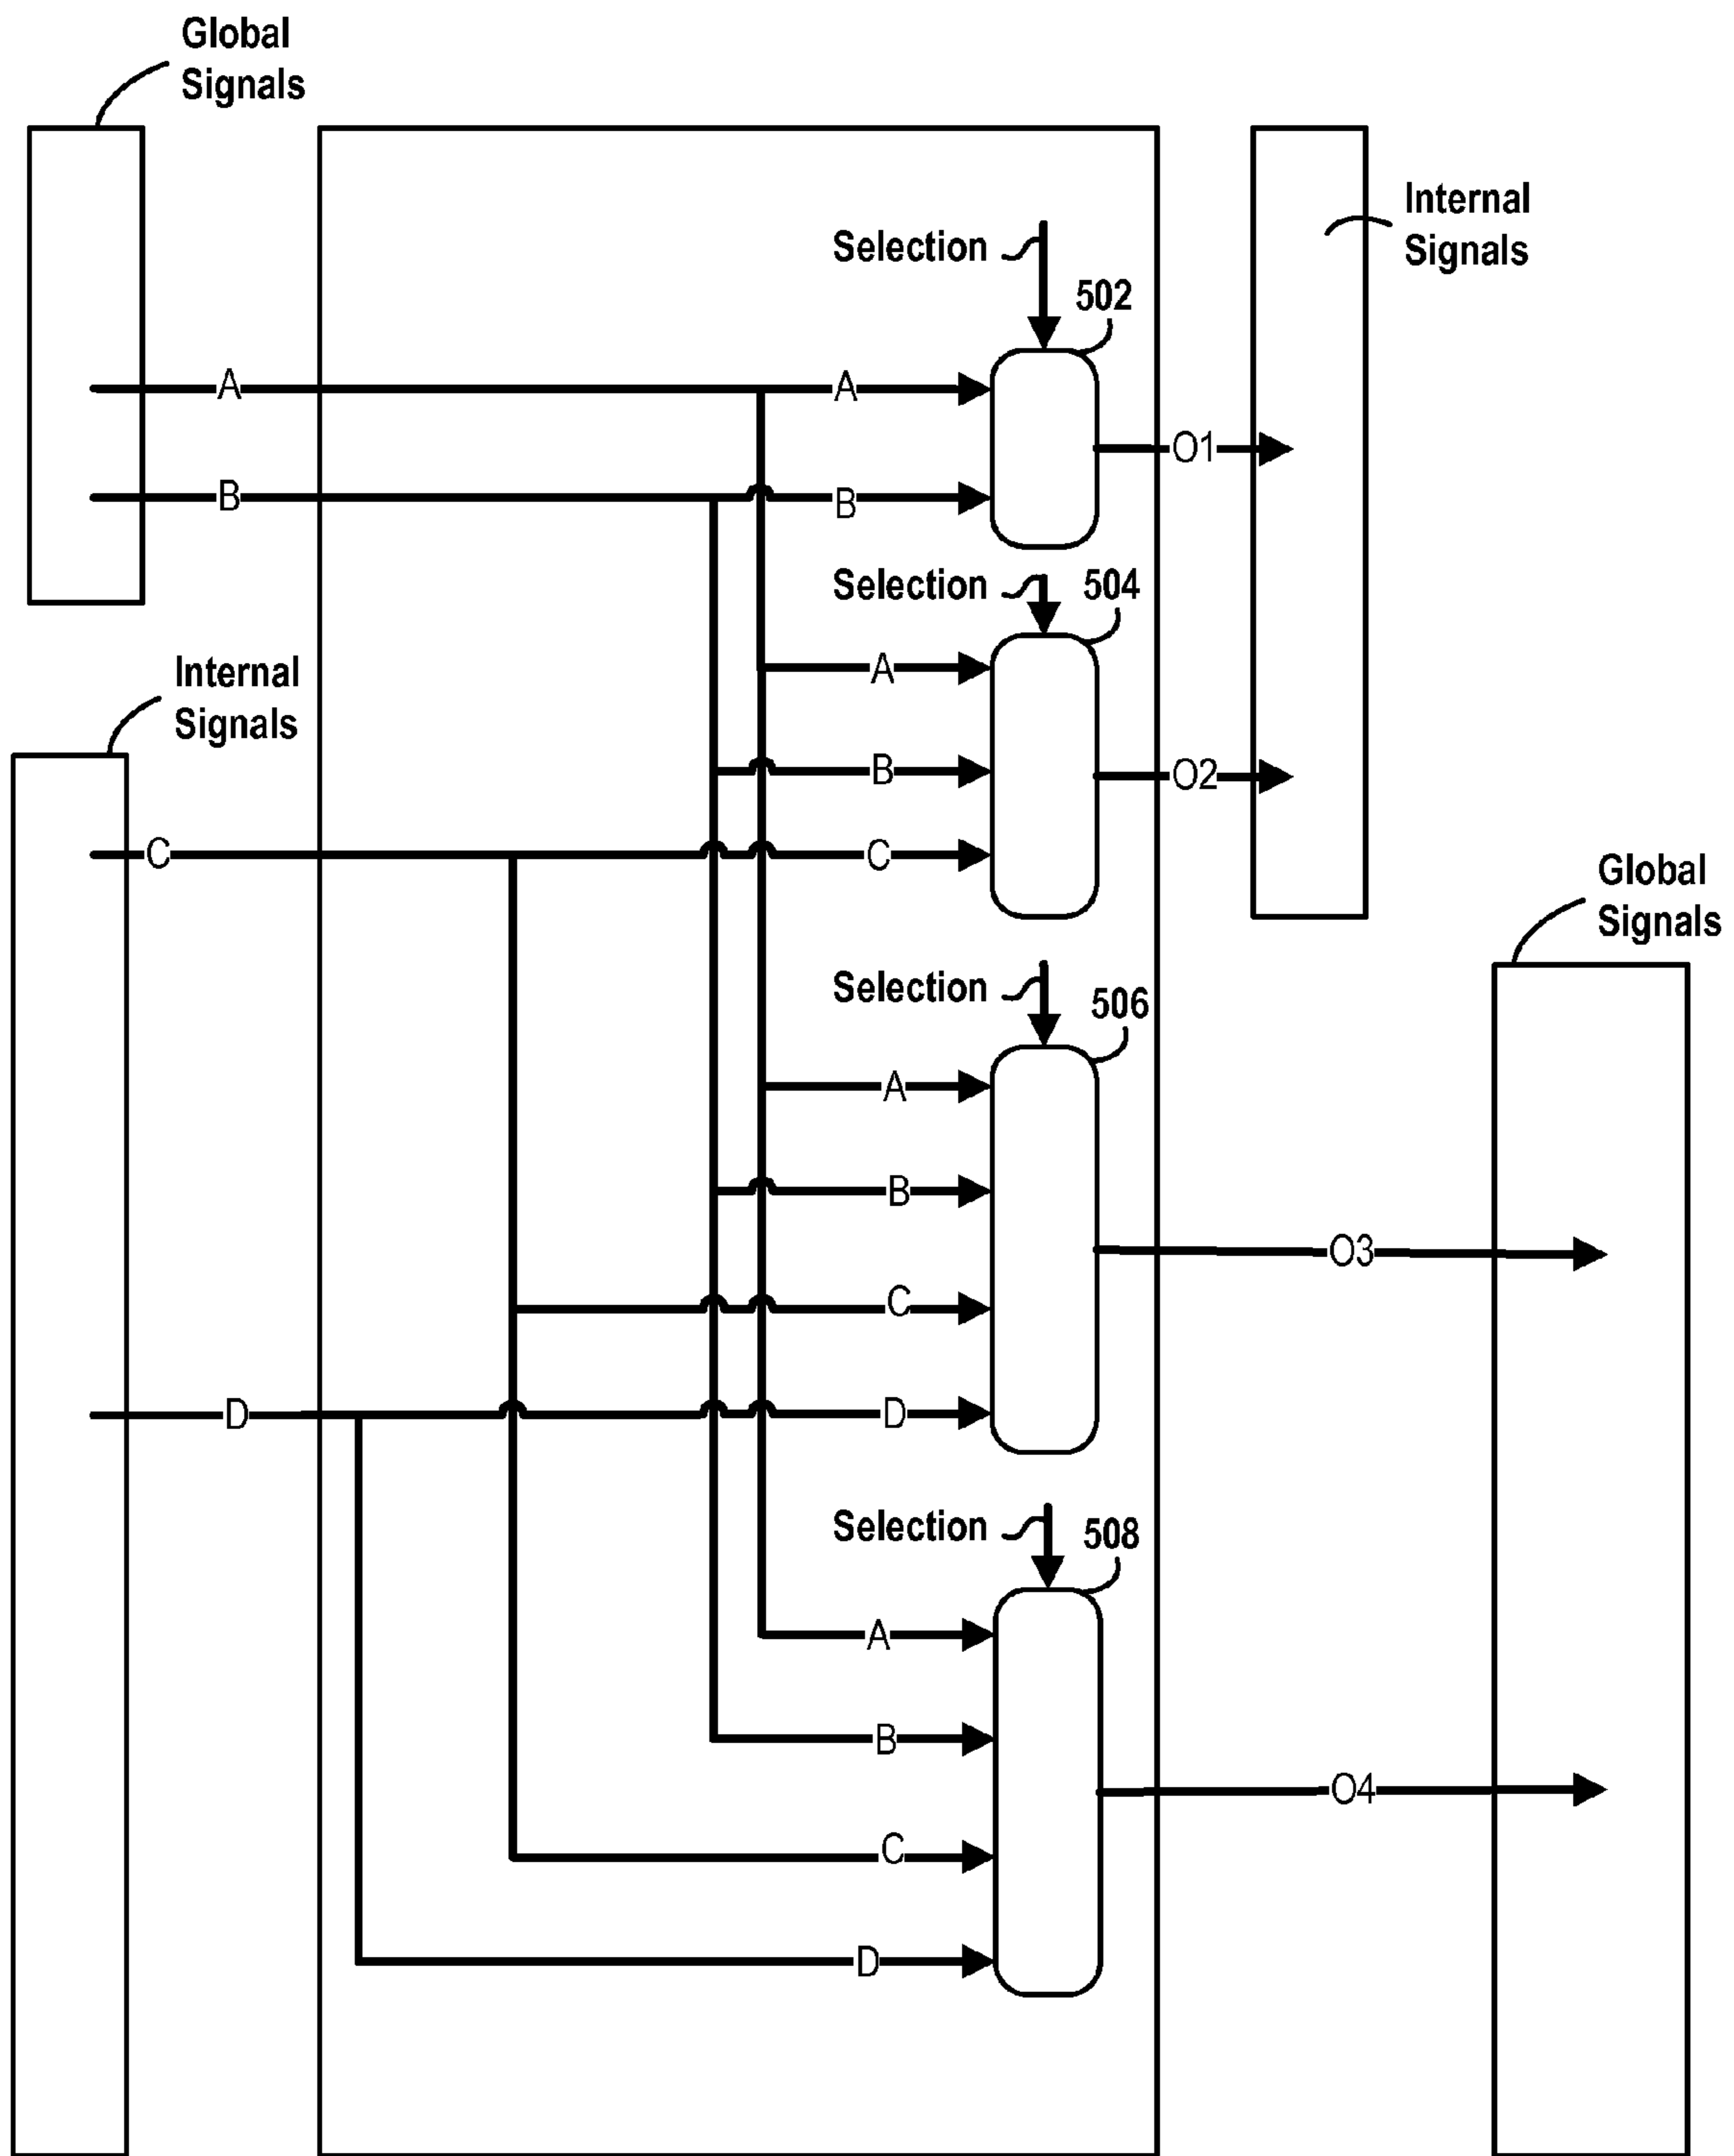 Global
Signals
Internal
Signals
Selection
502
A
A
O1
B
B
Selection
504
Internal
Signals
A
B
O2
C
C
Global
Signals
Selection
506
A
B
O3
C
D
D
Selection
508
A
B
O4
C
D